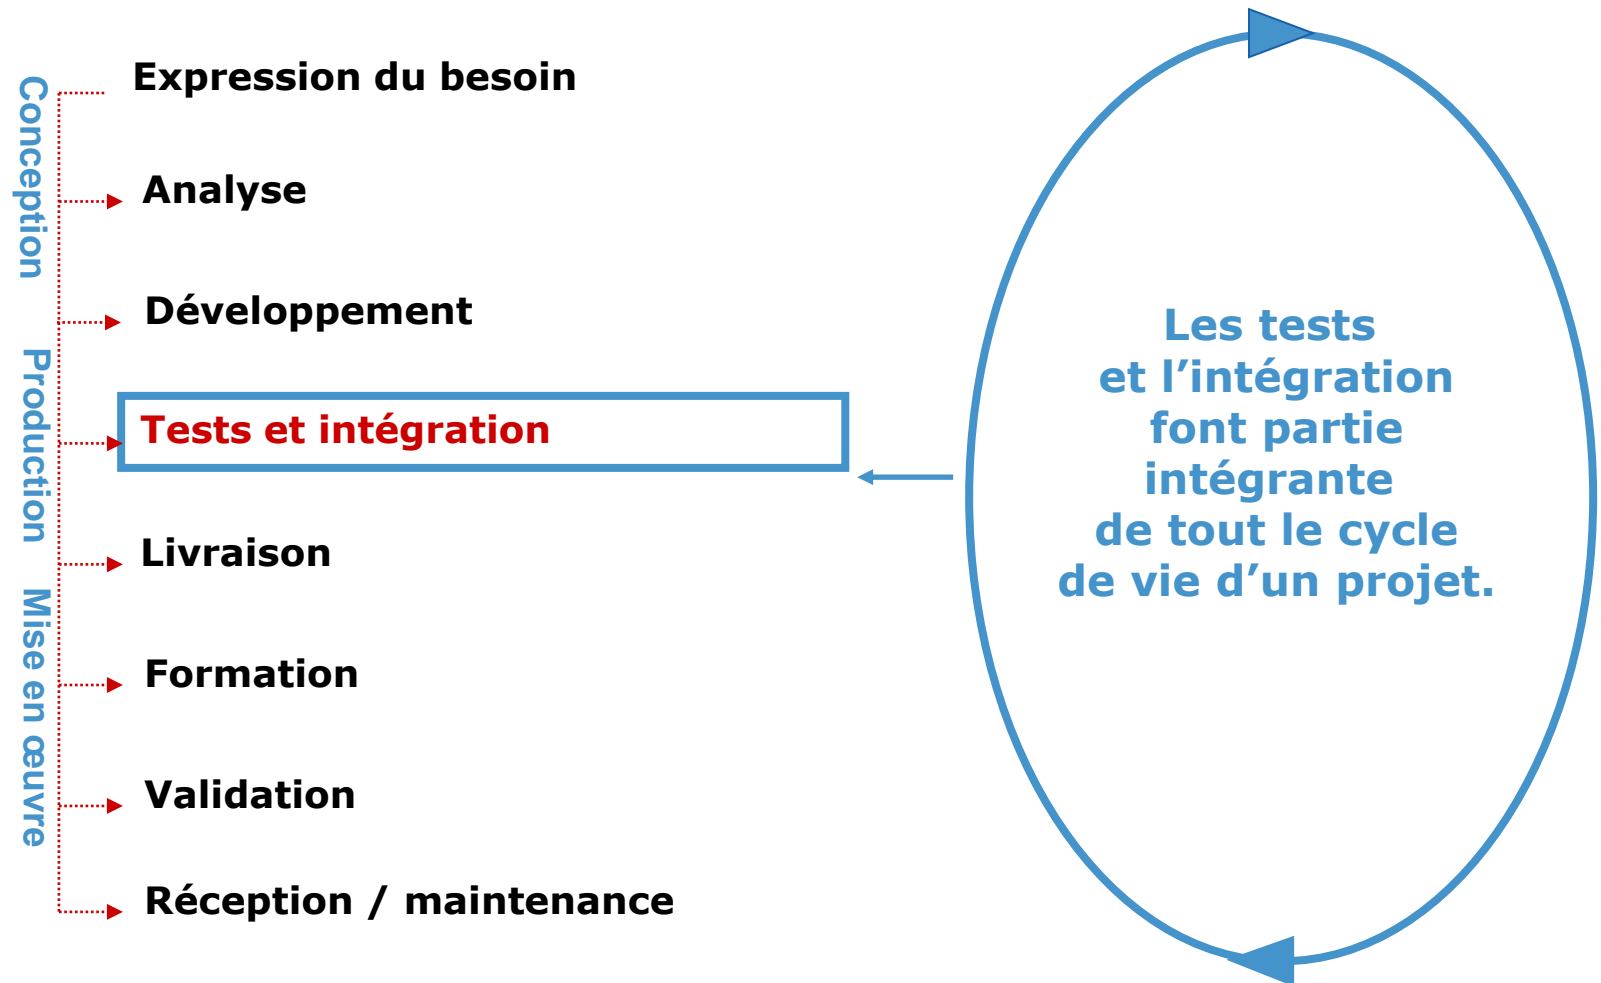 Conception
Production
Mise en œuvre
Expression du besoin
Analyse
Développement
Tests et intégration
Livraison
Formation
Validation
Réception / maintenance
Les tests
et l’intégration
font partie
intégrante
de tout le cycle
de vie d’un projet.